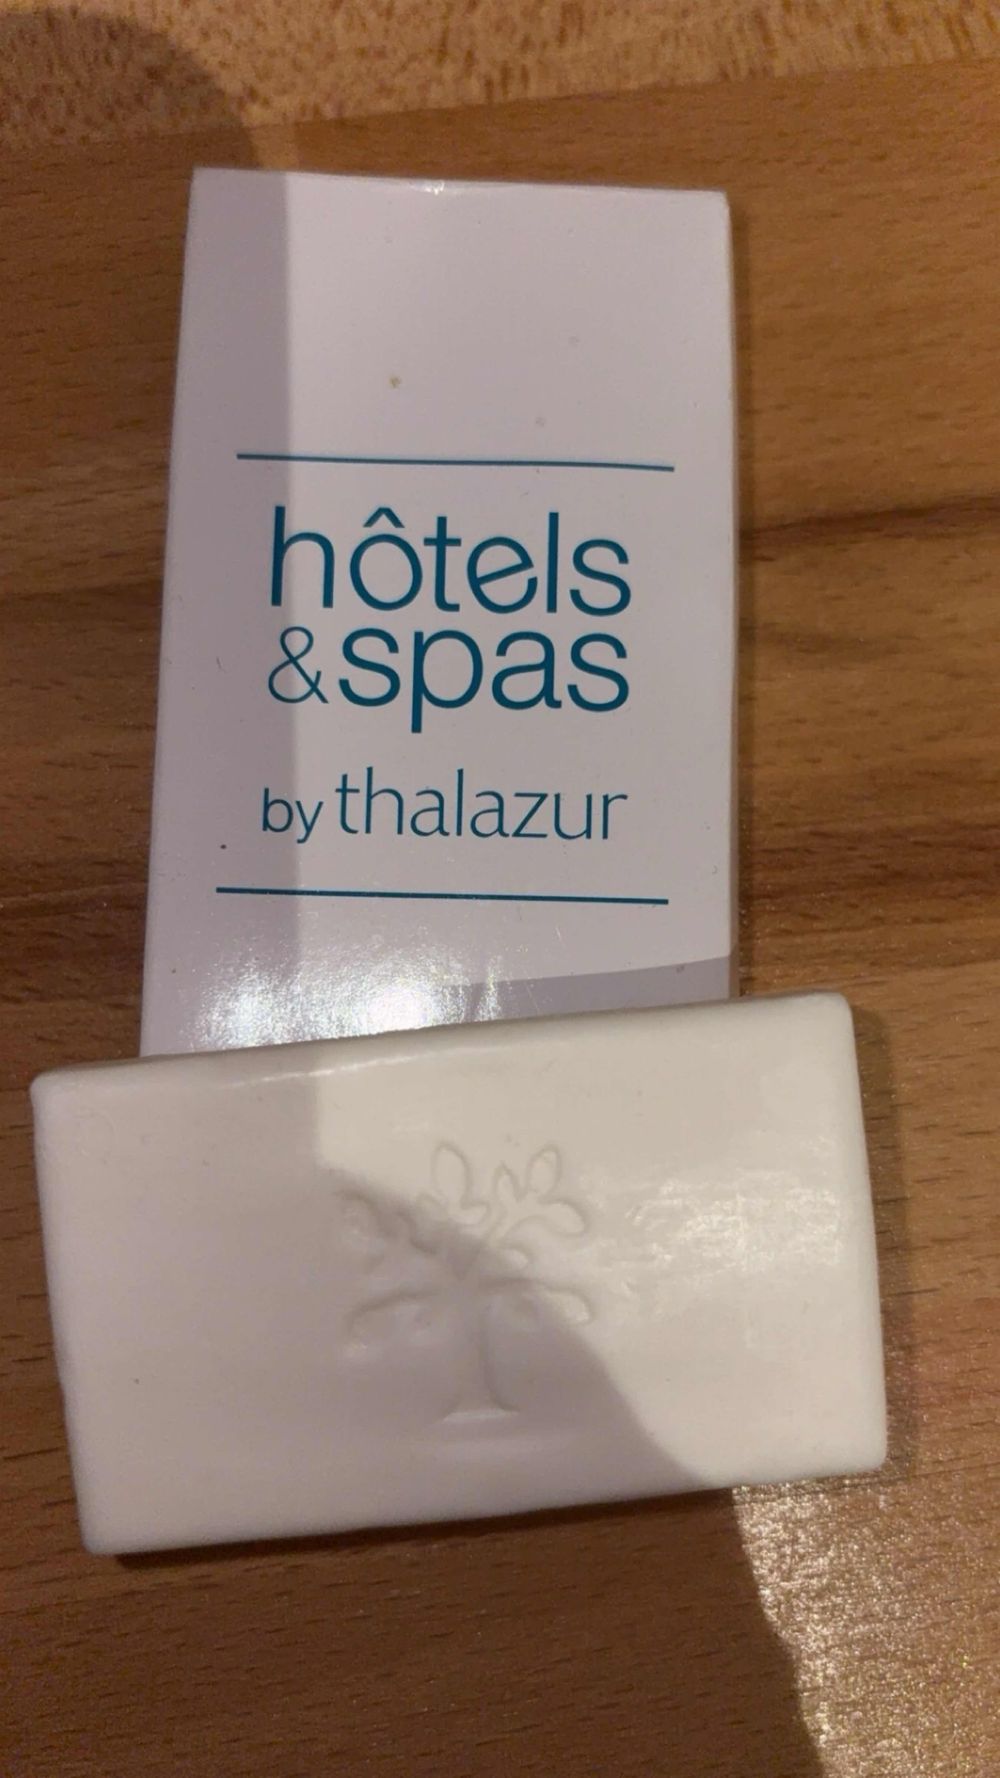 hôtels
&spas
by thalazur